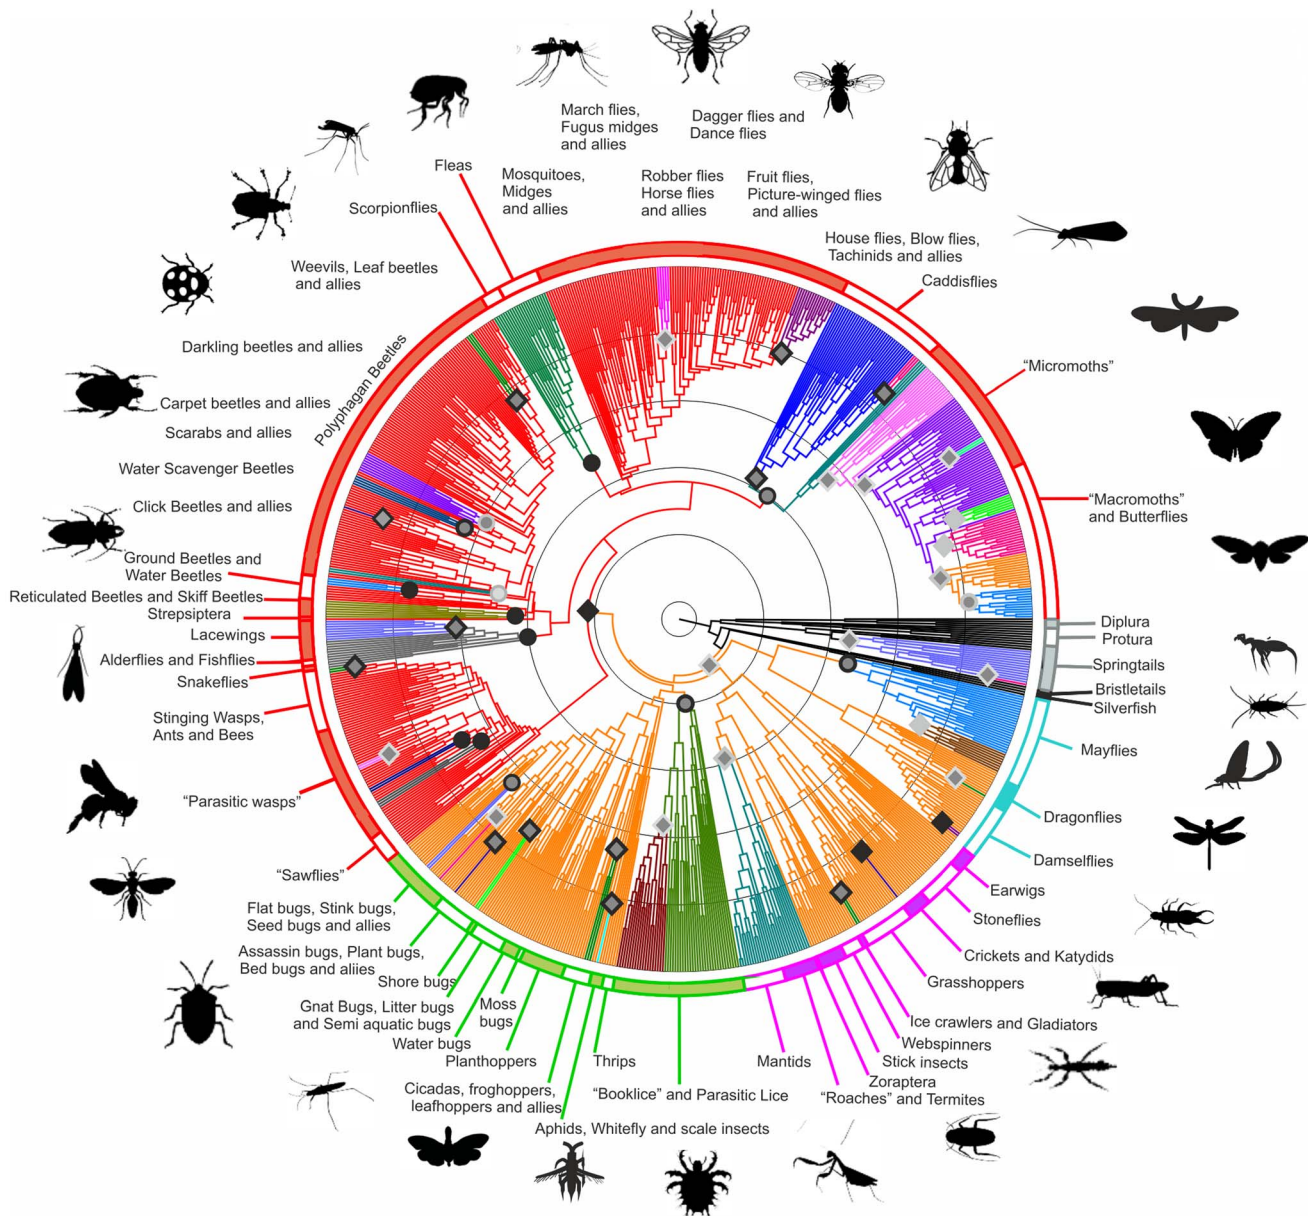 March flies,
Fugus midges
and allies
Dagger flies and
Dance flies
Fleas
Mosquitoes,
Midges
and allies
Robber flies
Horse flies
and allies
Fruit flies,
Picture-winged flies
and allies
Scorpionflies
House flies, Blow flies,
Tachinids and allies
Weevils, Leaf beetles
and allies
Caddisflies
Darkling beetles and allies
Polyphagan Beetles
"Micromoths"
Carpet beetles and allies
Scarabs and allies
Water Scavenger Beetles
Click Beetles and allies
"Macromoths"
and Butterflies
Ground Beetles and
Water Beetles
Reticulated Beetles and Skiff Beetles
Strepsiptera
Lacewings
Alderflies and Fishflies
Snakeflies
Stinging Wasps,
Ants and Bees
Diplura
Protura
Springtails
Bristletails
Silverfish
Mayflies
"Parasitic wasps"
Dragonflies
Damselflies
"Sawflies"
Earwigs
Stoneflies
Flat bugs, Stink bugs,
Seed bugs and allies
Crickets and Katydids
Assassin bugs, Plant bugs,
Bed bugs and aliies
Grasshoppers
Shore bugs
Gnat Bugs, Litter bugs
and Semi aquatic bugs
Moss
bugs
Ice crawlers and Gladiators
Water bugs
Webspinners
Planthoppers
Thrips
Mantids
Stick insects
Zoraptera
Cicadas, froghoppers,
leafhoppers and allies
"Booklice" and Parasitic Lice
"Roaches" and Termites
Aphids, Whitefly and scale insects